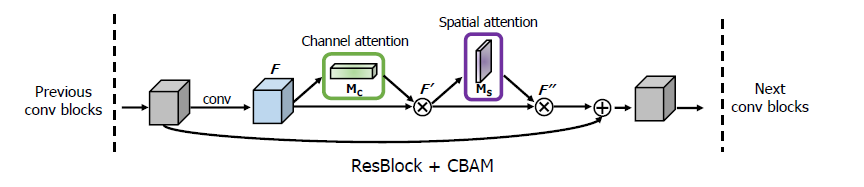 Previous
conv blocks
conv
F
Channel attention
Mc
F′
Spatial attention
Ms
F″
Next
conv blocks
ResBlock + CBAM